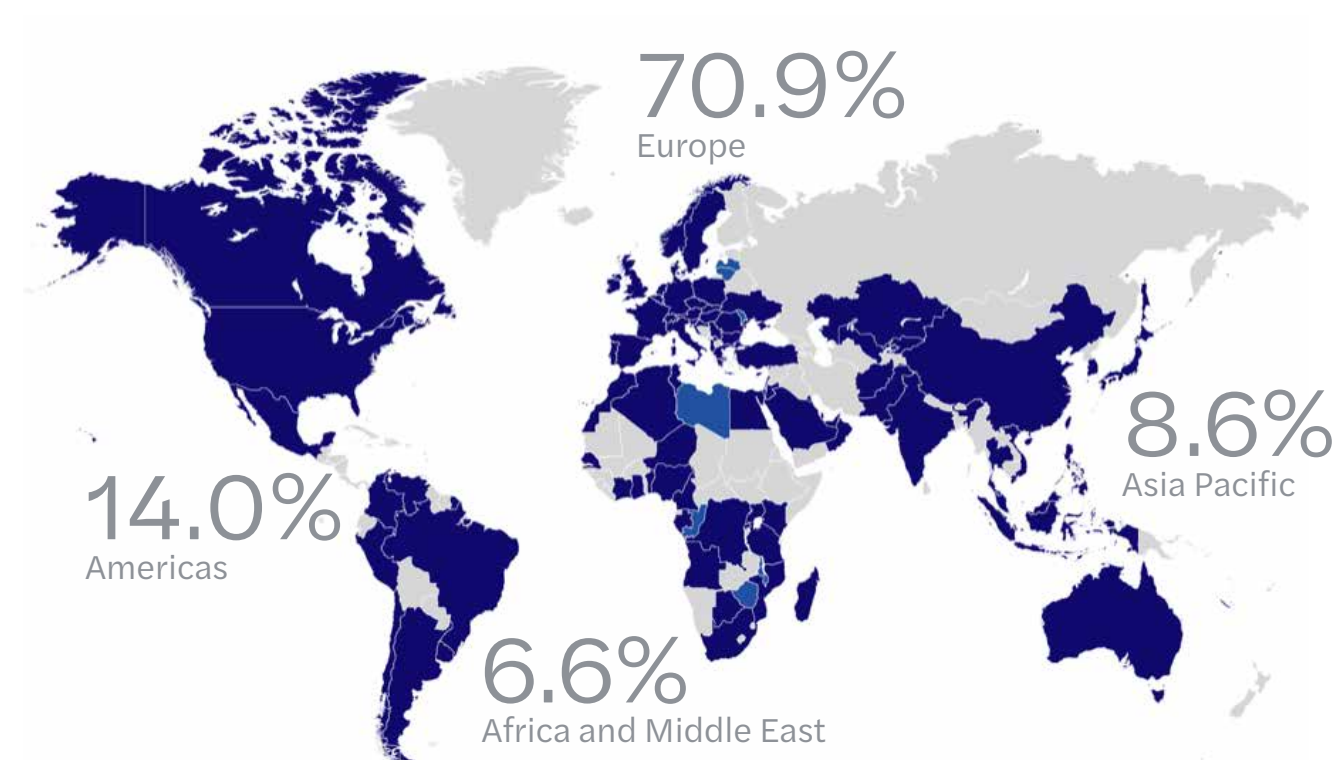 70.9%
Europe
8.6%
Asia Pacific
14.0%
Americas
6.6%
Africa and Middle East